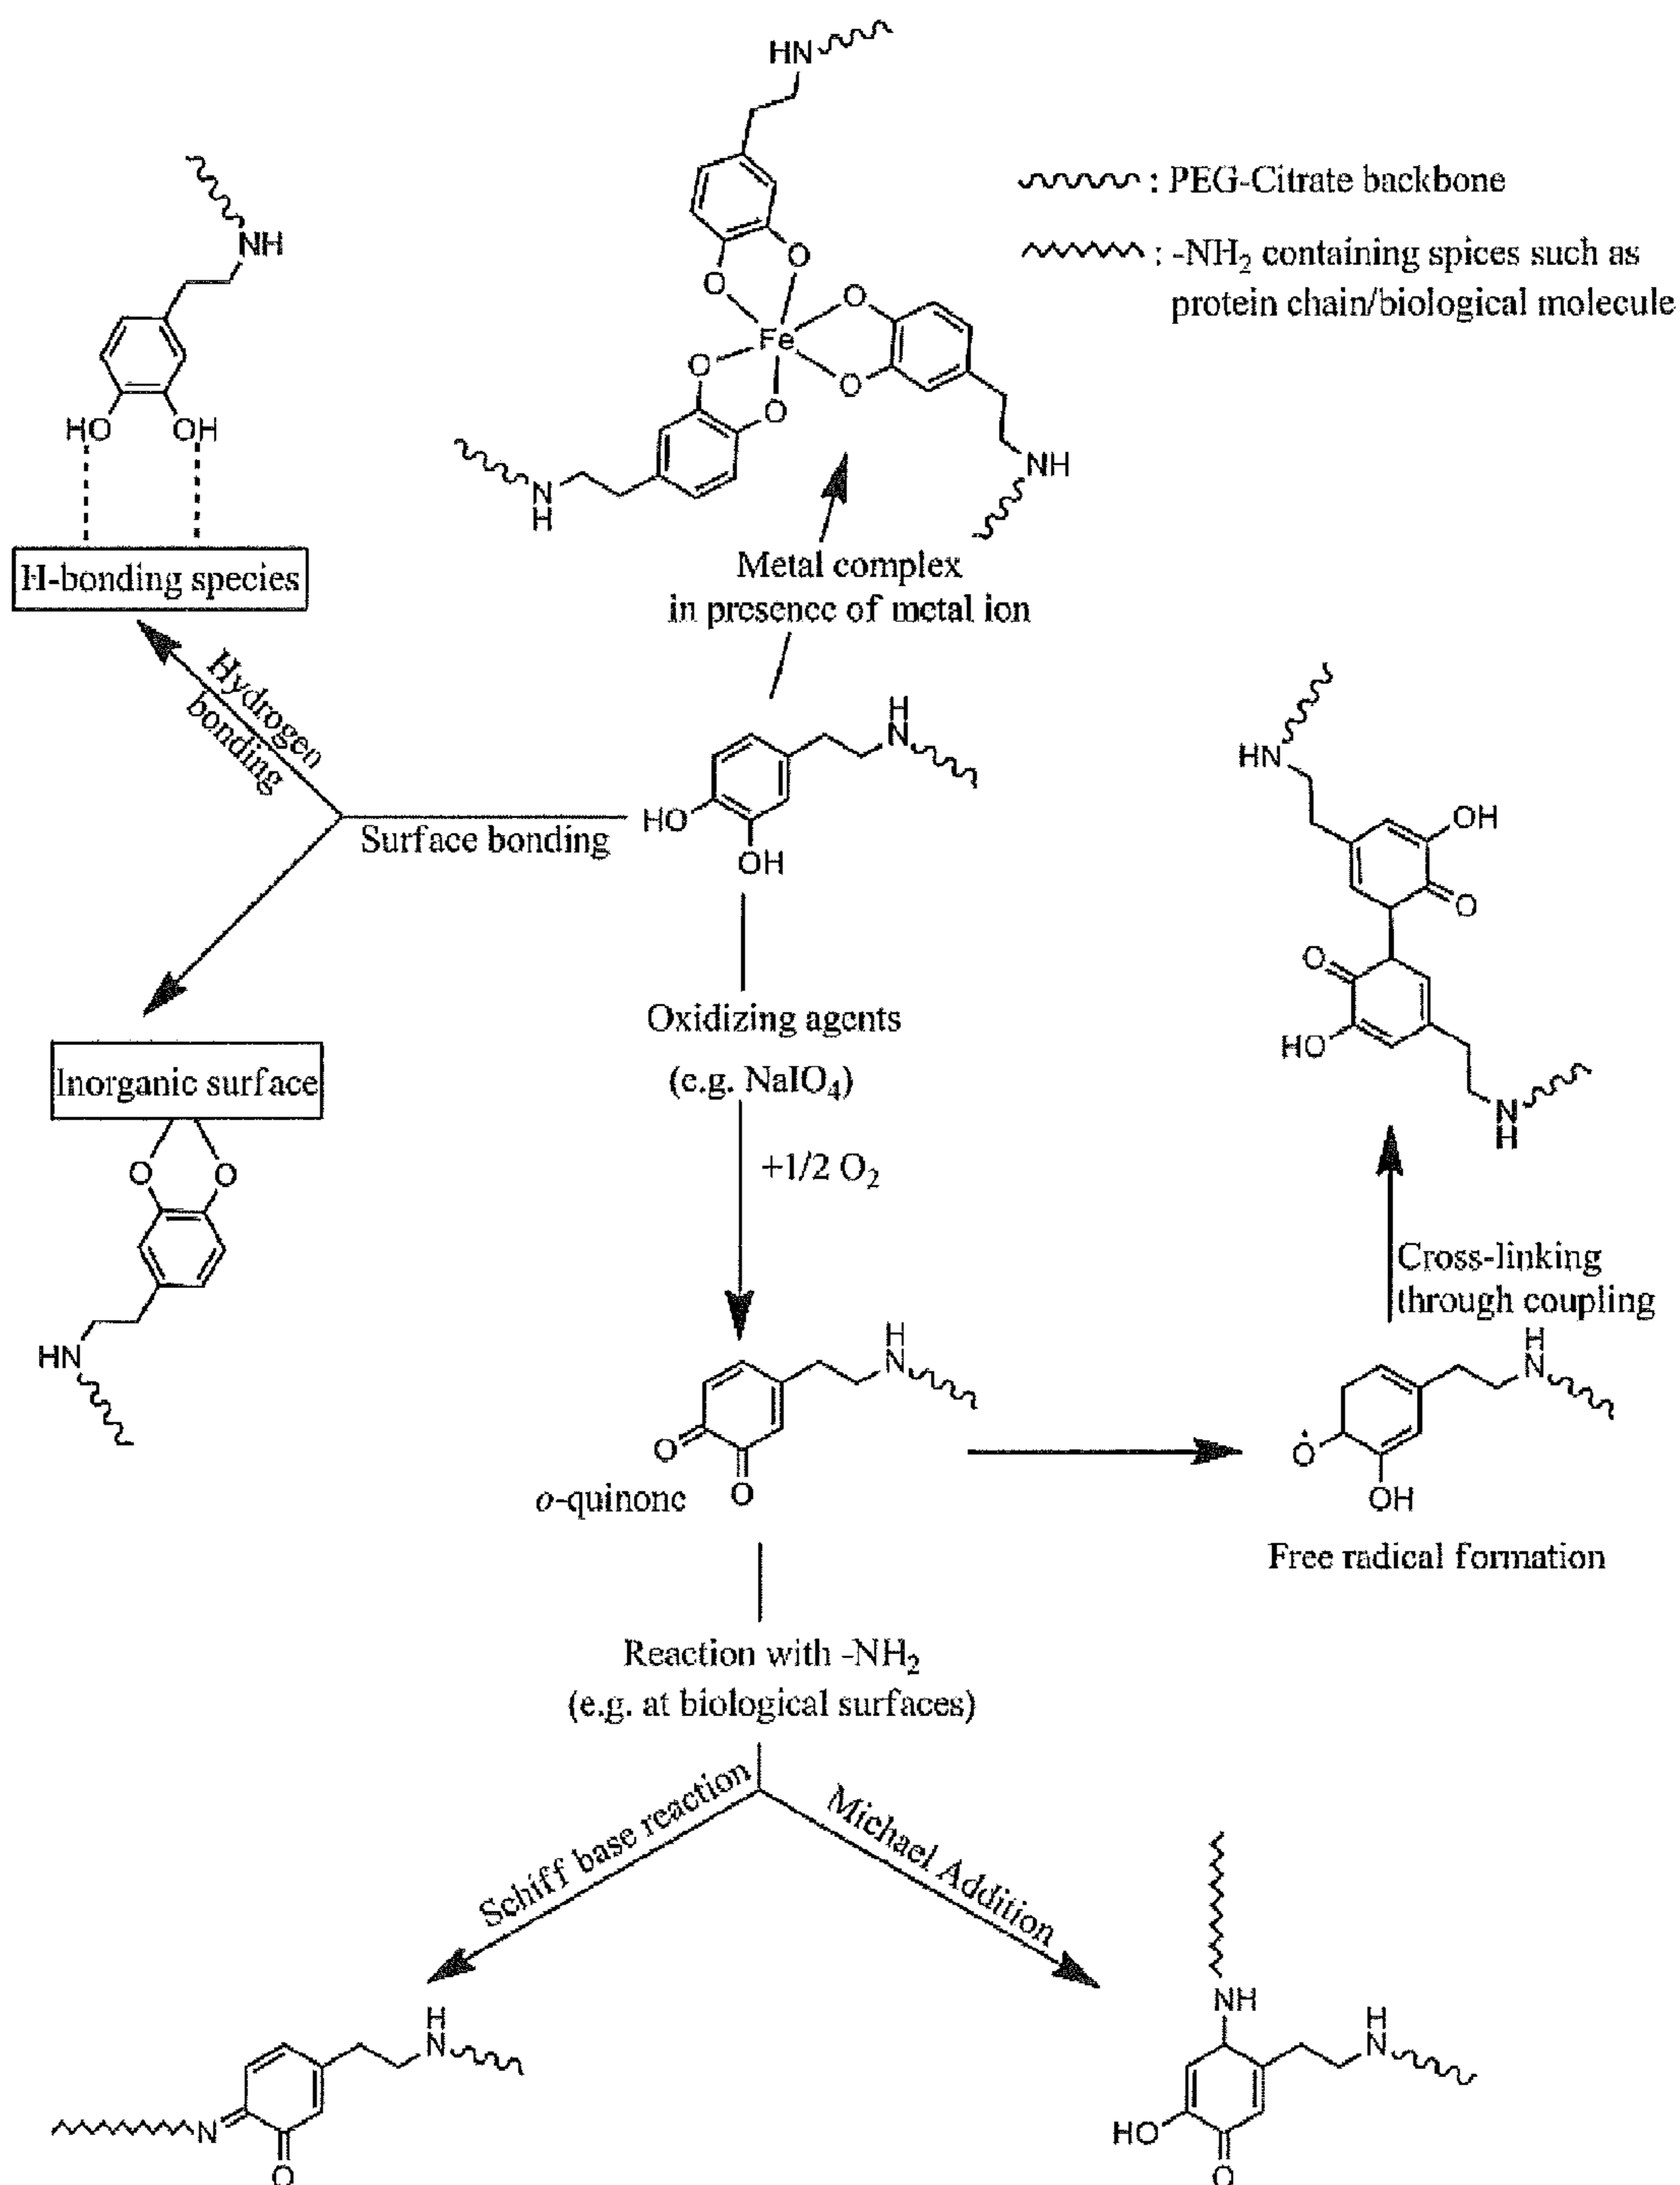 HN
: PEG-Citrate backbone
: -NH2 containing spices such as
protein chain/biological molecule
NH
HO OH
H-bonding species
O
O
O
Fe
O
O
O
NH
N
H
Metal complex
in presence of metal ion
Hydrogen
bonding
Surface bonding
H
N
HO
OH
HN
OH
O
O
HO
N
H
Oxidizing agents
(e.g. NaIO4)
+1/2 O2
Inorganic surface
O O
HN
Cross-linking
through coupling
H
N
O
O
o-quinone
H
N
O
OH
Free radical formation
Reaction with -NH2
(e.g. at biological surfaces)
Schiff base reaction
Michael Addition
H
N
N
O
NH
H
N
HO
O